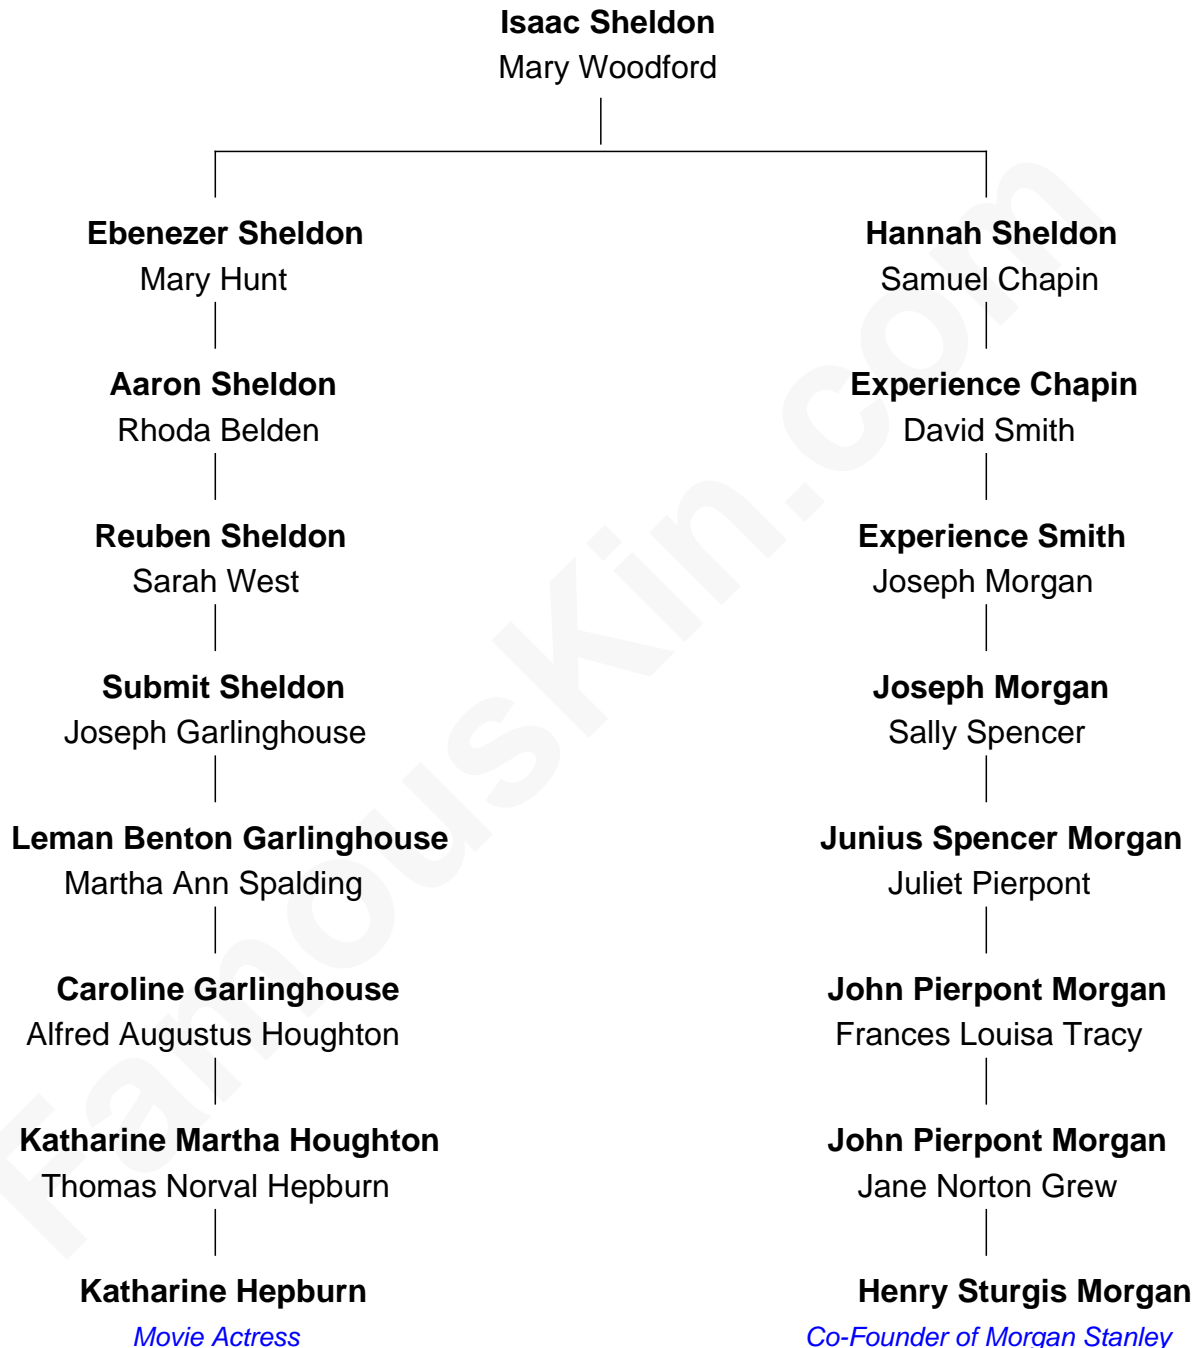 Isaac Sheldon
Mary Woodford
Ebenezer Sheldon
Mary Hunt
Aaron Sheldon
Rhoda Belden
Reuben Sheldon
Sarah West
Submit Sheldon
Joseph Garlinghouse
Leman Benton Garlinghouse
Martha Ann Spalding
Caroline Garlinghouse
Alfred Augustus Houghton
Katharine Martha Houghton
Thomas Norval Hepburn
Katharine Hepburn
Movie Actress
Hannah Sheldon
Samuel Chapin
Experience Chapin
David Smith
Experience Smith
Joseph Morgan
Joseph Morgan
Sally Spencer
Junius Spencer Morgan
Juliet Pierpont
John Pierpont Morgan
Frances Louisa Tracy
John Pierpont Morgan
Jane Norton Grew
Henry Sturgis Morgan
Co-Founder of Morgan Stanley
FamousKin.com